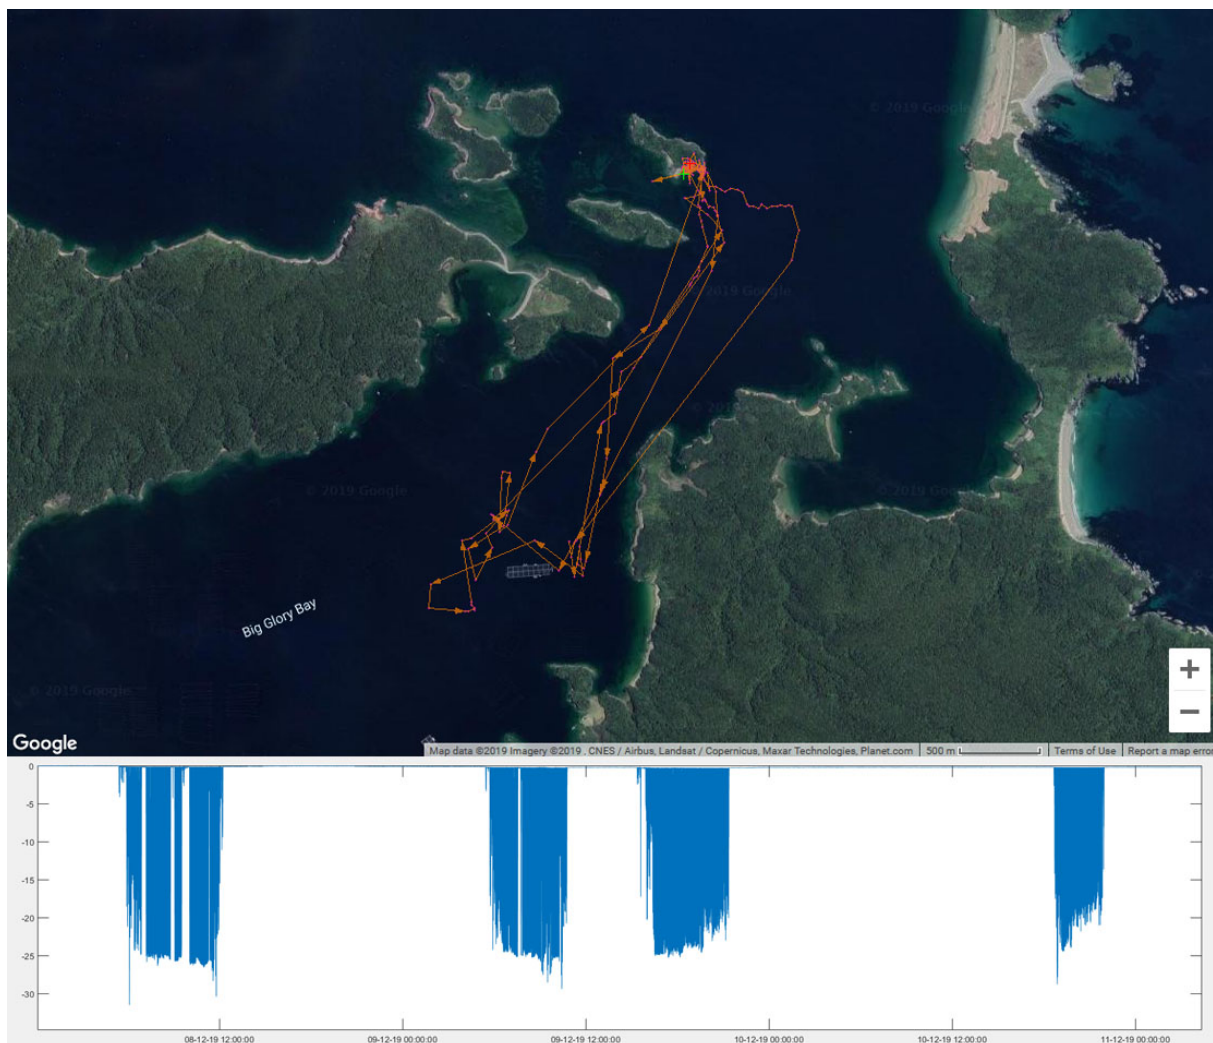 © 2019 Google
© 2019 Google
© 2019 Google
© 2019 Google
© 2019 Google
Big Glory Bay
© 2019 Google
+
−
Google
Map data ©2019 Imagery ©2019 , CNES / Airbus, Landsat / Copernicus, Maxar Technologies, Planet.com 500 m Terms of Use Report a map error
0
-5
-10
-15
-20
-25
-30
08-12-19 12:00:00 09-12-19 00:00:00 09-12-19 12:00:00 10-12-19 00:00:00 10-12-19 12:00:00 11-12-19 00:00:00